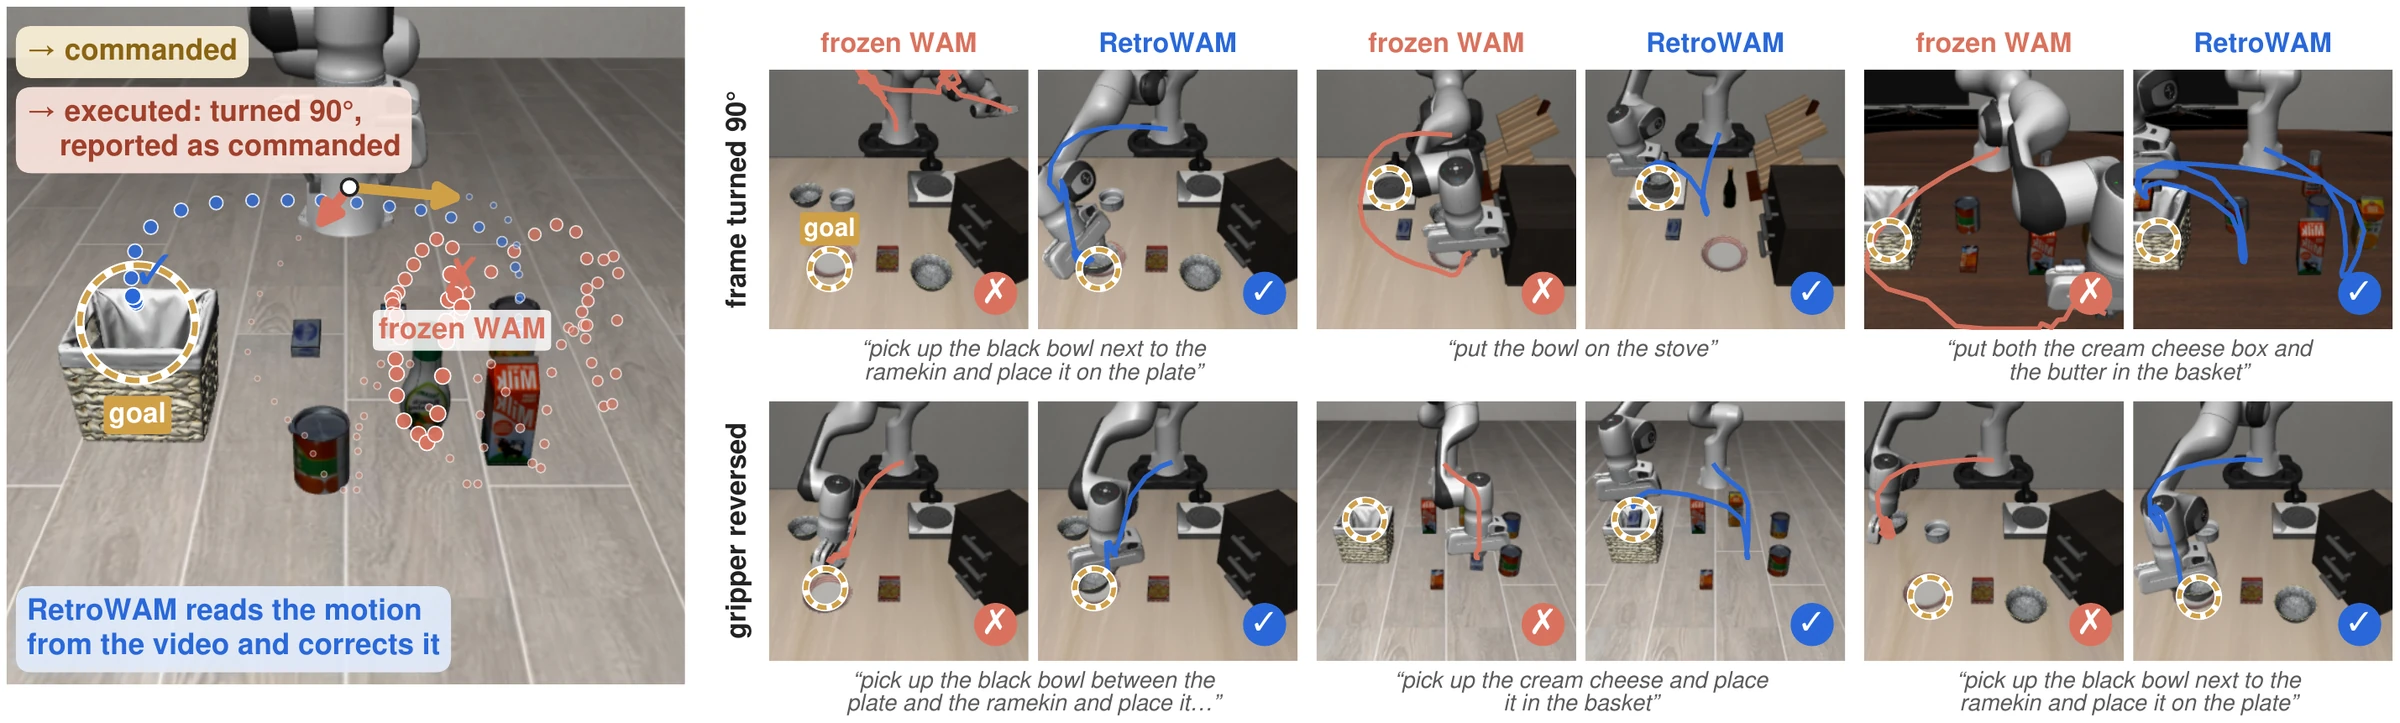 → commanded
→ executed: turned 90°,
reported as commanded
frozen WAM
goal
RetroWAM reads the motion
from the video and corrects it
frozen WAM
RetroWAM
frozen WAM
RetroWAM
frozen WAM
RetroWAM
frame turned 90°
goal
“pick up the black bowl next to the
ramekin and place it on the plate”
“put the bowl on the stove”
“put both the cream cheese box and
the butter in the basket”
gripper reversed
“pick up the black bowl between the
plate and the ramekin and place it…”
“pick up the cream cheese and place
it in the basket”
“pick up the black bowl next to the
ramekin and place it on the plate”